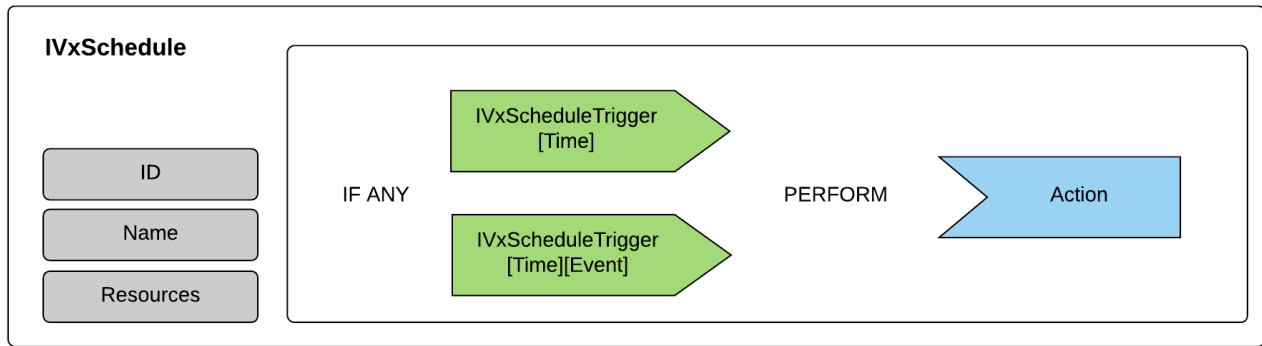 IVxSchedule
ID
Name
Resources
IF ANY
IVxScheduleTrigger
[Time]
IVxScheduleTrigger
[Time][Event]
PERFORM
Action